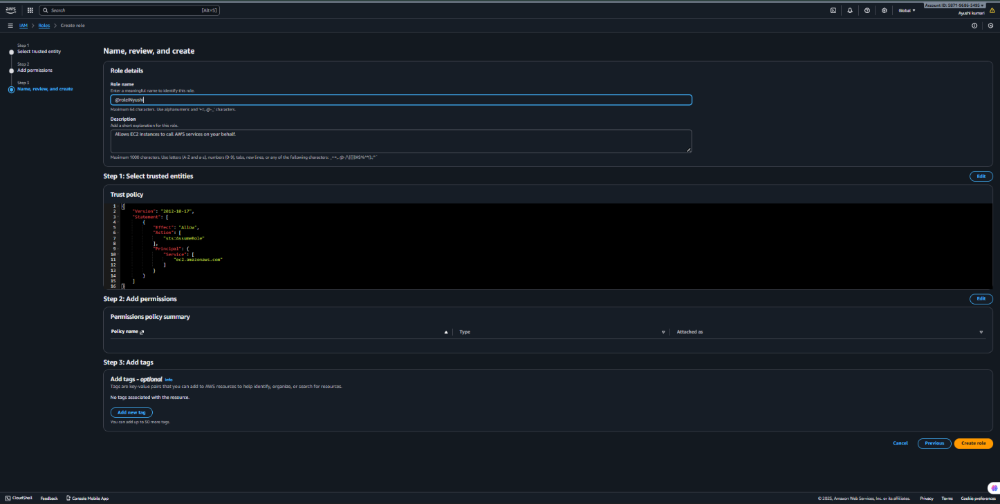 aws
Search [Alt+S]
Global
Account ID: 5871-9686-5495
Ayushi kumari
IAM > Roles > Create role
Step 1
Select trusted entity
Step 2
Add permissions
Step 3
Name, review, and create
Name, review, and create
Role details
Role name
Enter a meaningful name to identify this role.
@roleINyushi
Maximum 64 characters. Use alphanumeric and '+=,.@-_' characters.
Description
Add a short explanation for this role.
Allows EC2 instances to call AWS services on your behalf.
Maximum 1000 characters. Use letters (A-Z and a-z), numbers (0-9), tabs, new lines, or any of the following characters:
Step 1: Select trusted entities
Edit
Trust policy
1 {
2 "Version": "2012-10-17",
3 "Statement": [
4 {
5 "Effect": "Allow",
6 "Action": [
7 "sts:AssumeRole"
8 ],
9 "Principal": {
10 "Service": [
11 "ec2.amazonaws.com"
12 ]
13 }
14 }
15 ]
16 }
Step 2: Add permissions
Edit
Permissions policy summary
Policy name Type Attached as
Step 3: Add tags
Add tags - optional Info
Tags are key-value pairs that you can add to AWS resources to help identify, organize, or search for resources.
No tags associated with the resource.
Add new tag
You can add up to 50 more tags.
Cancel Previous Create role
CloudShell Feedback Console Mobile App © 2025, Amazon Web Services, Inc. or its affiliates. Privacy Terms Cookie preferences